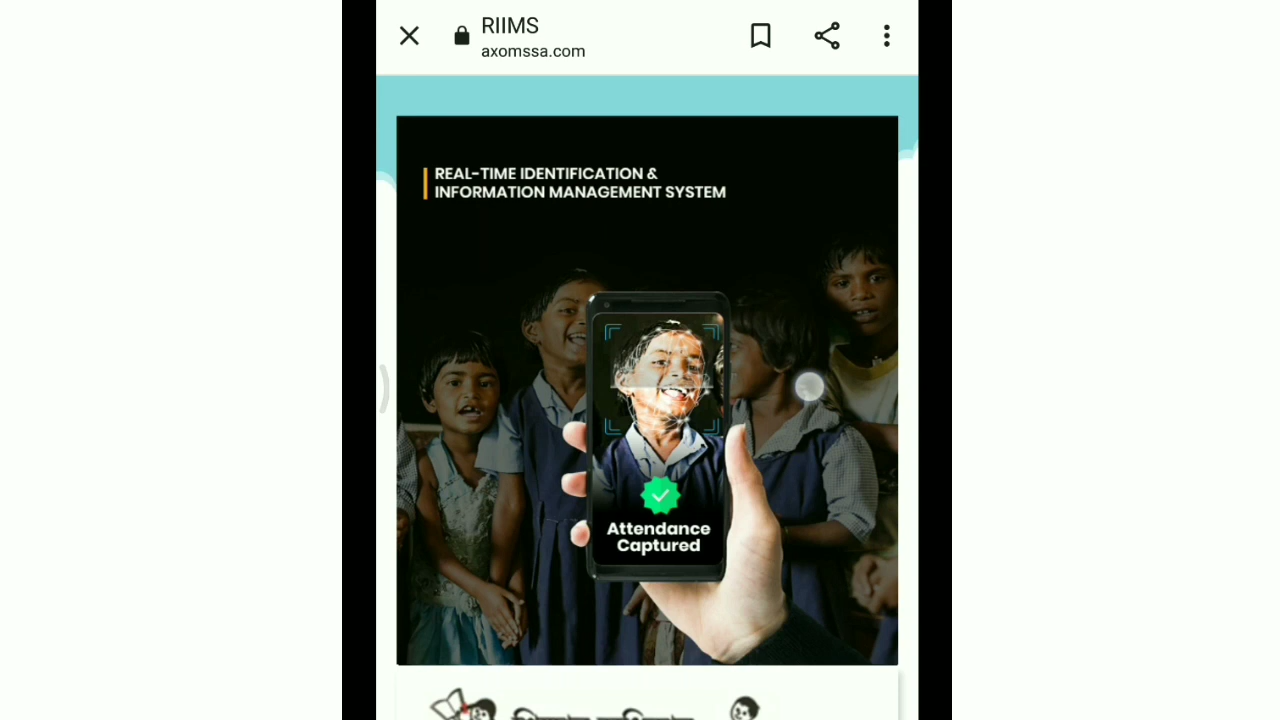 RIIMS
axomssa.com
REAL-TIME IDENTIFICATION &
INFORMATION MANAGEMENT SYSTEM
Attendance
Captured